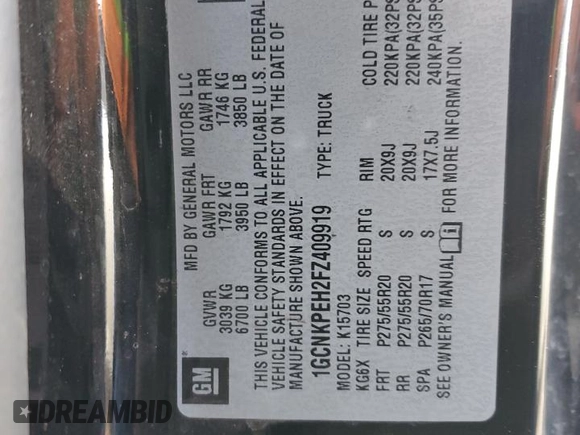 GM
MFD BY GENERAL MOTORS LLC
GVWR GAWR FRT GAWR RR
3039 KG 1792 KG 1746 KG
6700 LB 3950 LB 3850 LB
THIS VEHICLE CONFORMS TO ALL APPLICABLE U.S. FEDERAL
VEHICLE SAFETY STANDARDS IN EFFECT ON THE DATE OF
MANUFACTURE SHOWN ABOVE.
1GCNKPEH2FZ409919 TYPE: TRUCK
MODEL: K15703
KG6X TIRE SIZE SPEED RTG RIM COLD TIRE
FRT P275/55R20 S 20X9J 220KPA(32PS
RR P275/55R20 S 20X9J 220KPA(32PS
SPA P265/70R17 S 17X7.5J 240KPA(35PS
SEE OWNER'S MANUAL FOR MORE INFORMATION.
DREAMBID